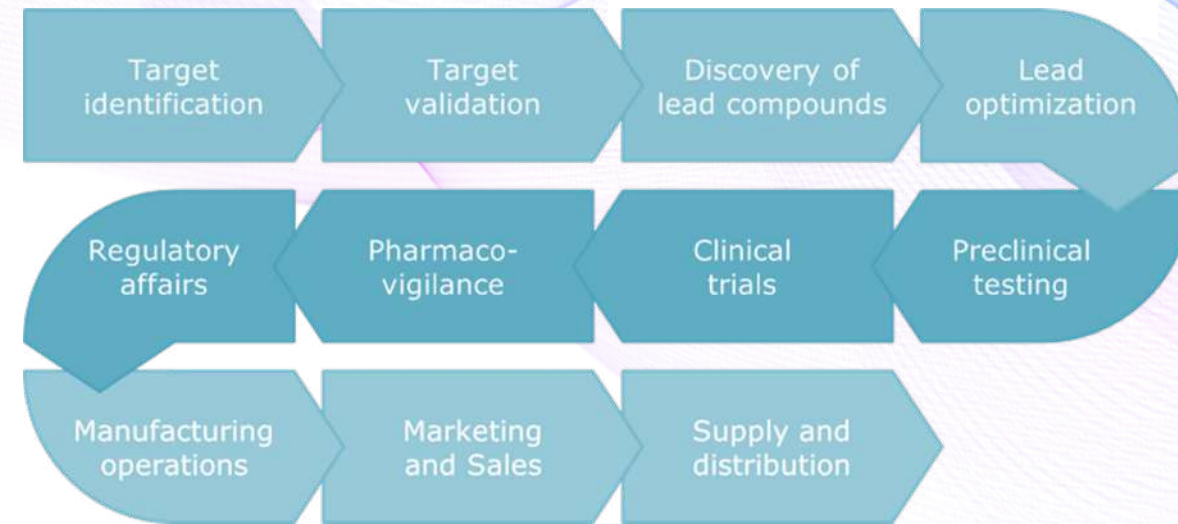 Target
identification
Target
validation
Discovery of
lead compounds
Lead
optimization
Preclinical
testing
Clinical
trials
Pharmaco-
vigilance
Regulatory
affairs
Manufacturing
operations
Marketing
and Sales
Supply and
distribution